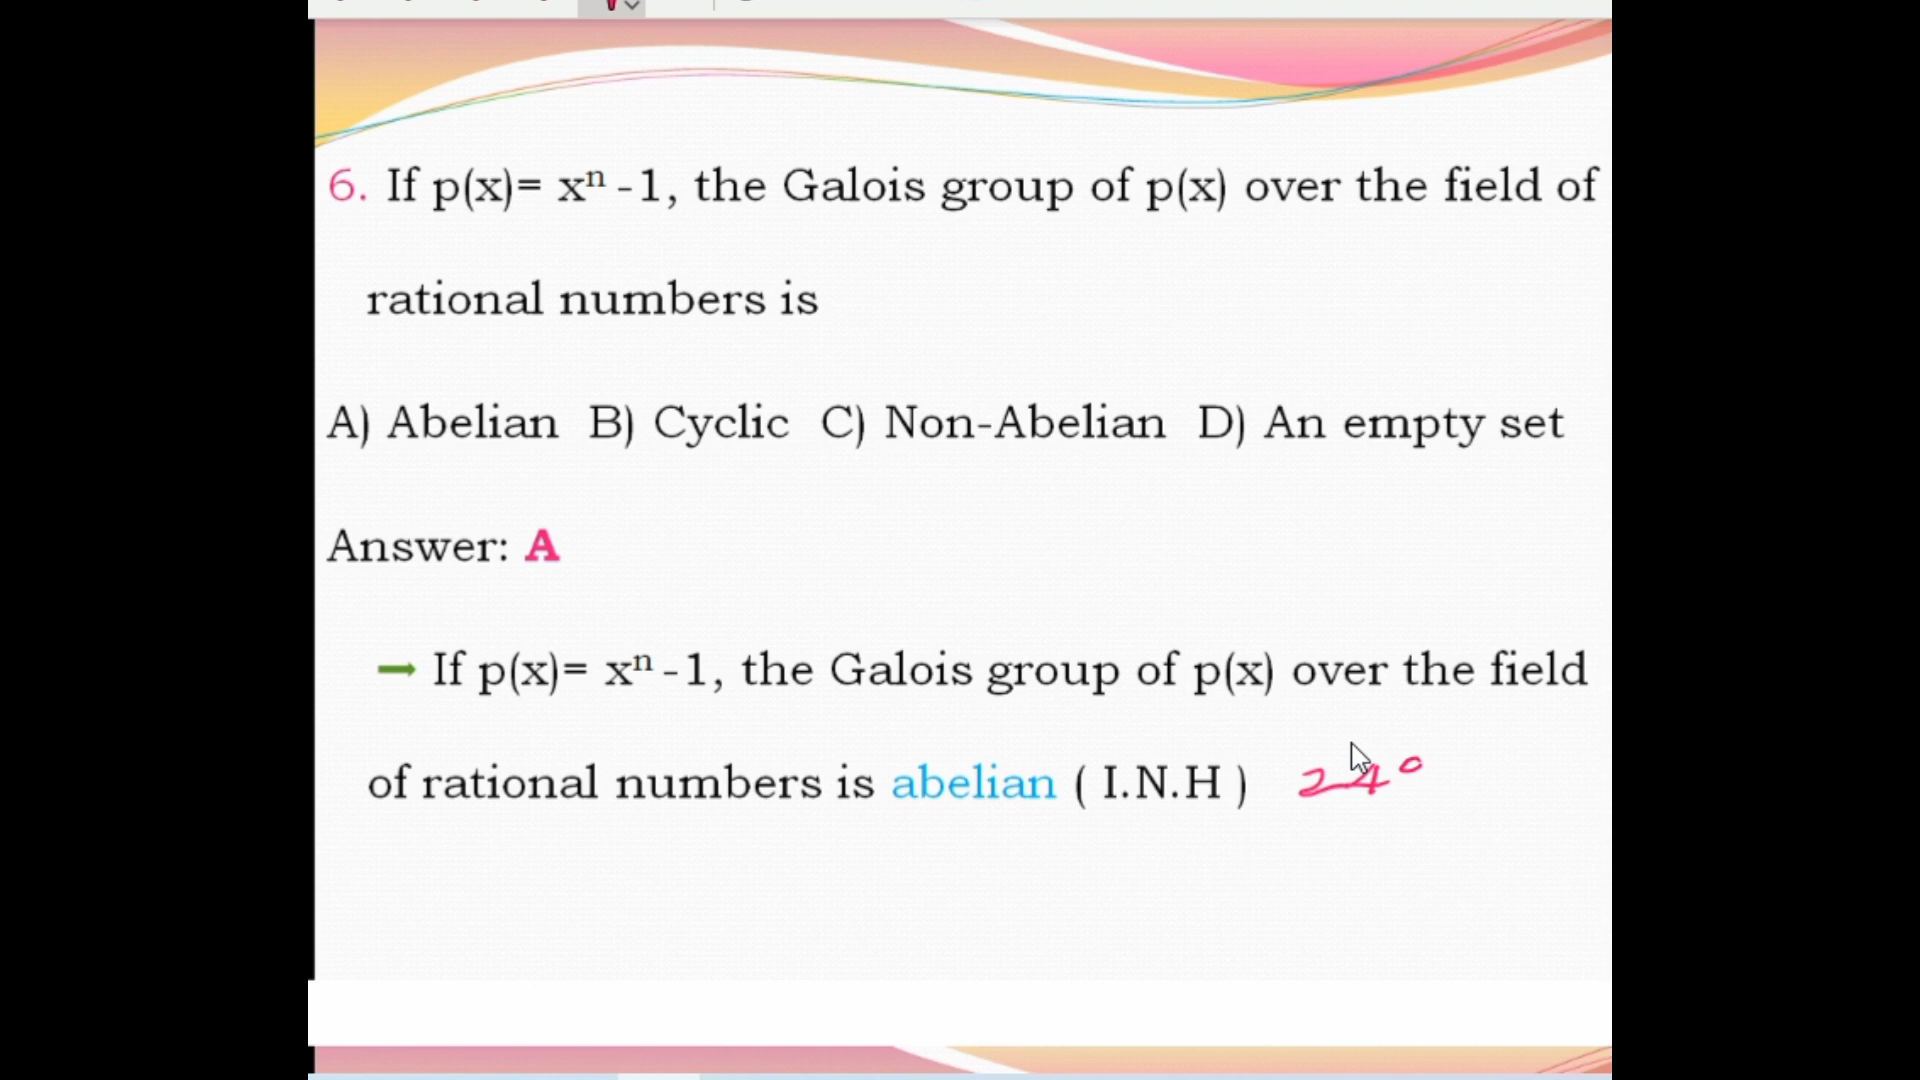 6. If p(x)= xⁿ -1, the Galois group of p(x) over the field of
rational numbers is
A) Abelian B) Cyclic C) Non-Abelian D) An empty set
Answer: A
➡ If p(x)= xⁿ -1, the Galois group of p(x) over the field
of rational numbers is abelian ( I.N.H ) 240